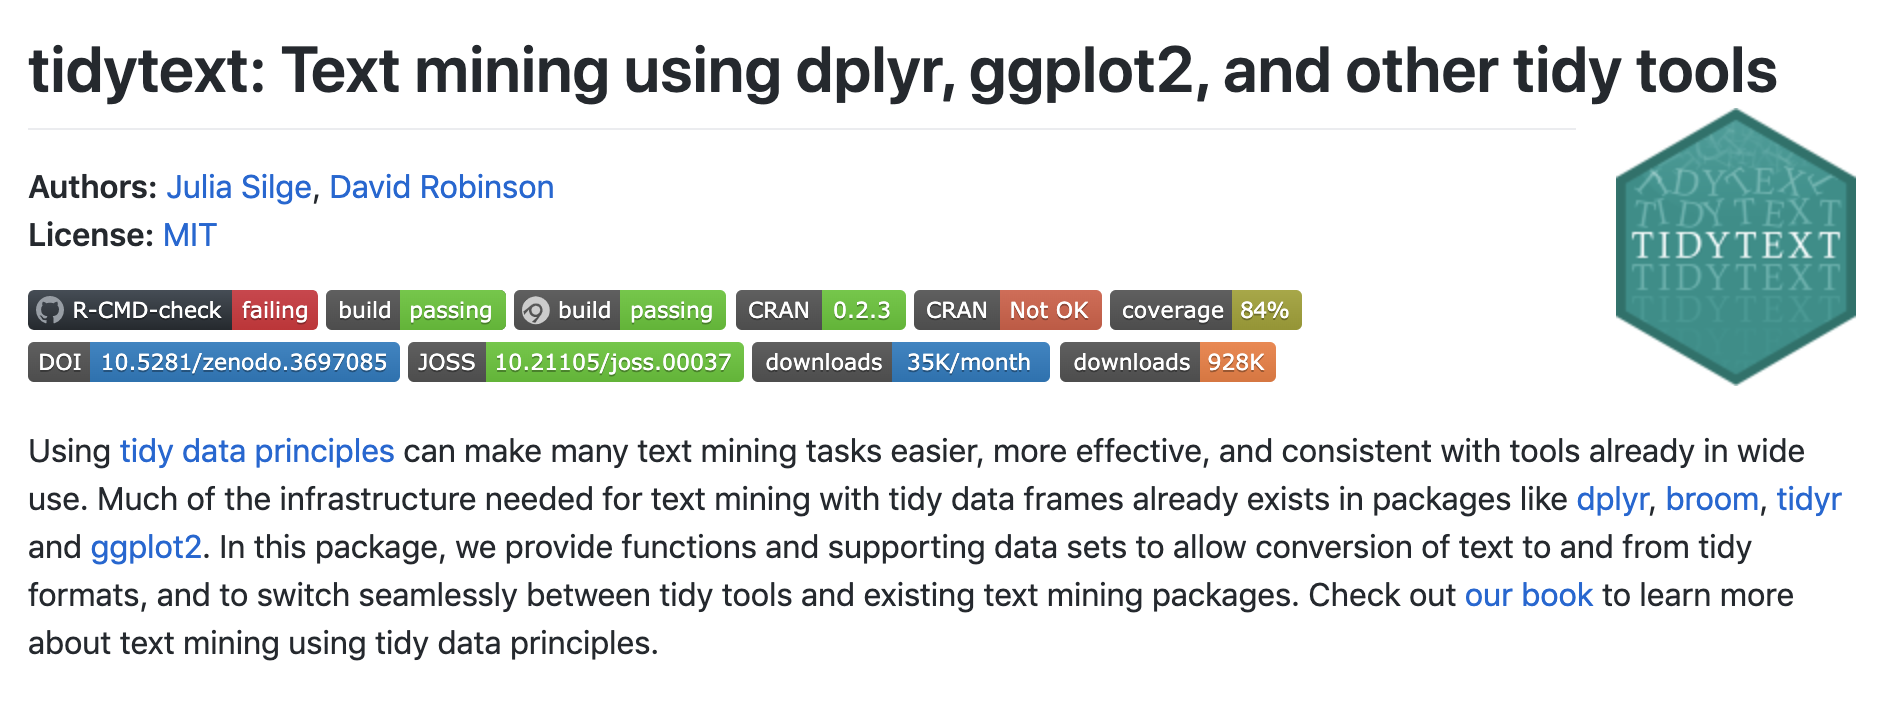 tidytext: Text mining using dplyr, ggplot2, and other tidy tools
Authors: Julia Silge, David Robinson
License: MIT
TIDYTEXT
TIDYTEXT
TIDYTEXT
TIDYTEXT
TIDYTEXT
R-CMD-check failing build passing build passing CRAN 0.2.3 CRAN Not OK coverage 84%
DOI 10.5281/zenodo.3697085 JOSS 10.21105/joss.00037 downloads 35K/month downloads 928K
Using tidy data principles can make many text mining tasks easier, more effective, and consistent with tools already in wide
use. Much of the infrastructure needed for text mining with tidy data frames already exists in packages like dplyr, broom, tidyr
and ggplot2. In this package, we provide functions and supporting data sets to allow conversion of text to and from tidy
formats, and to switch seamlessly between tidy tools and existing text mining packages. Check out our book to learn more
about text mining using tidy data principles.